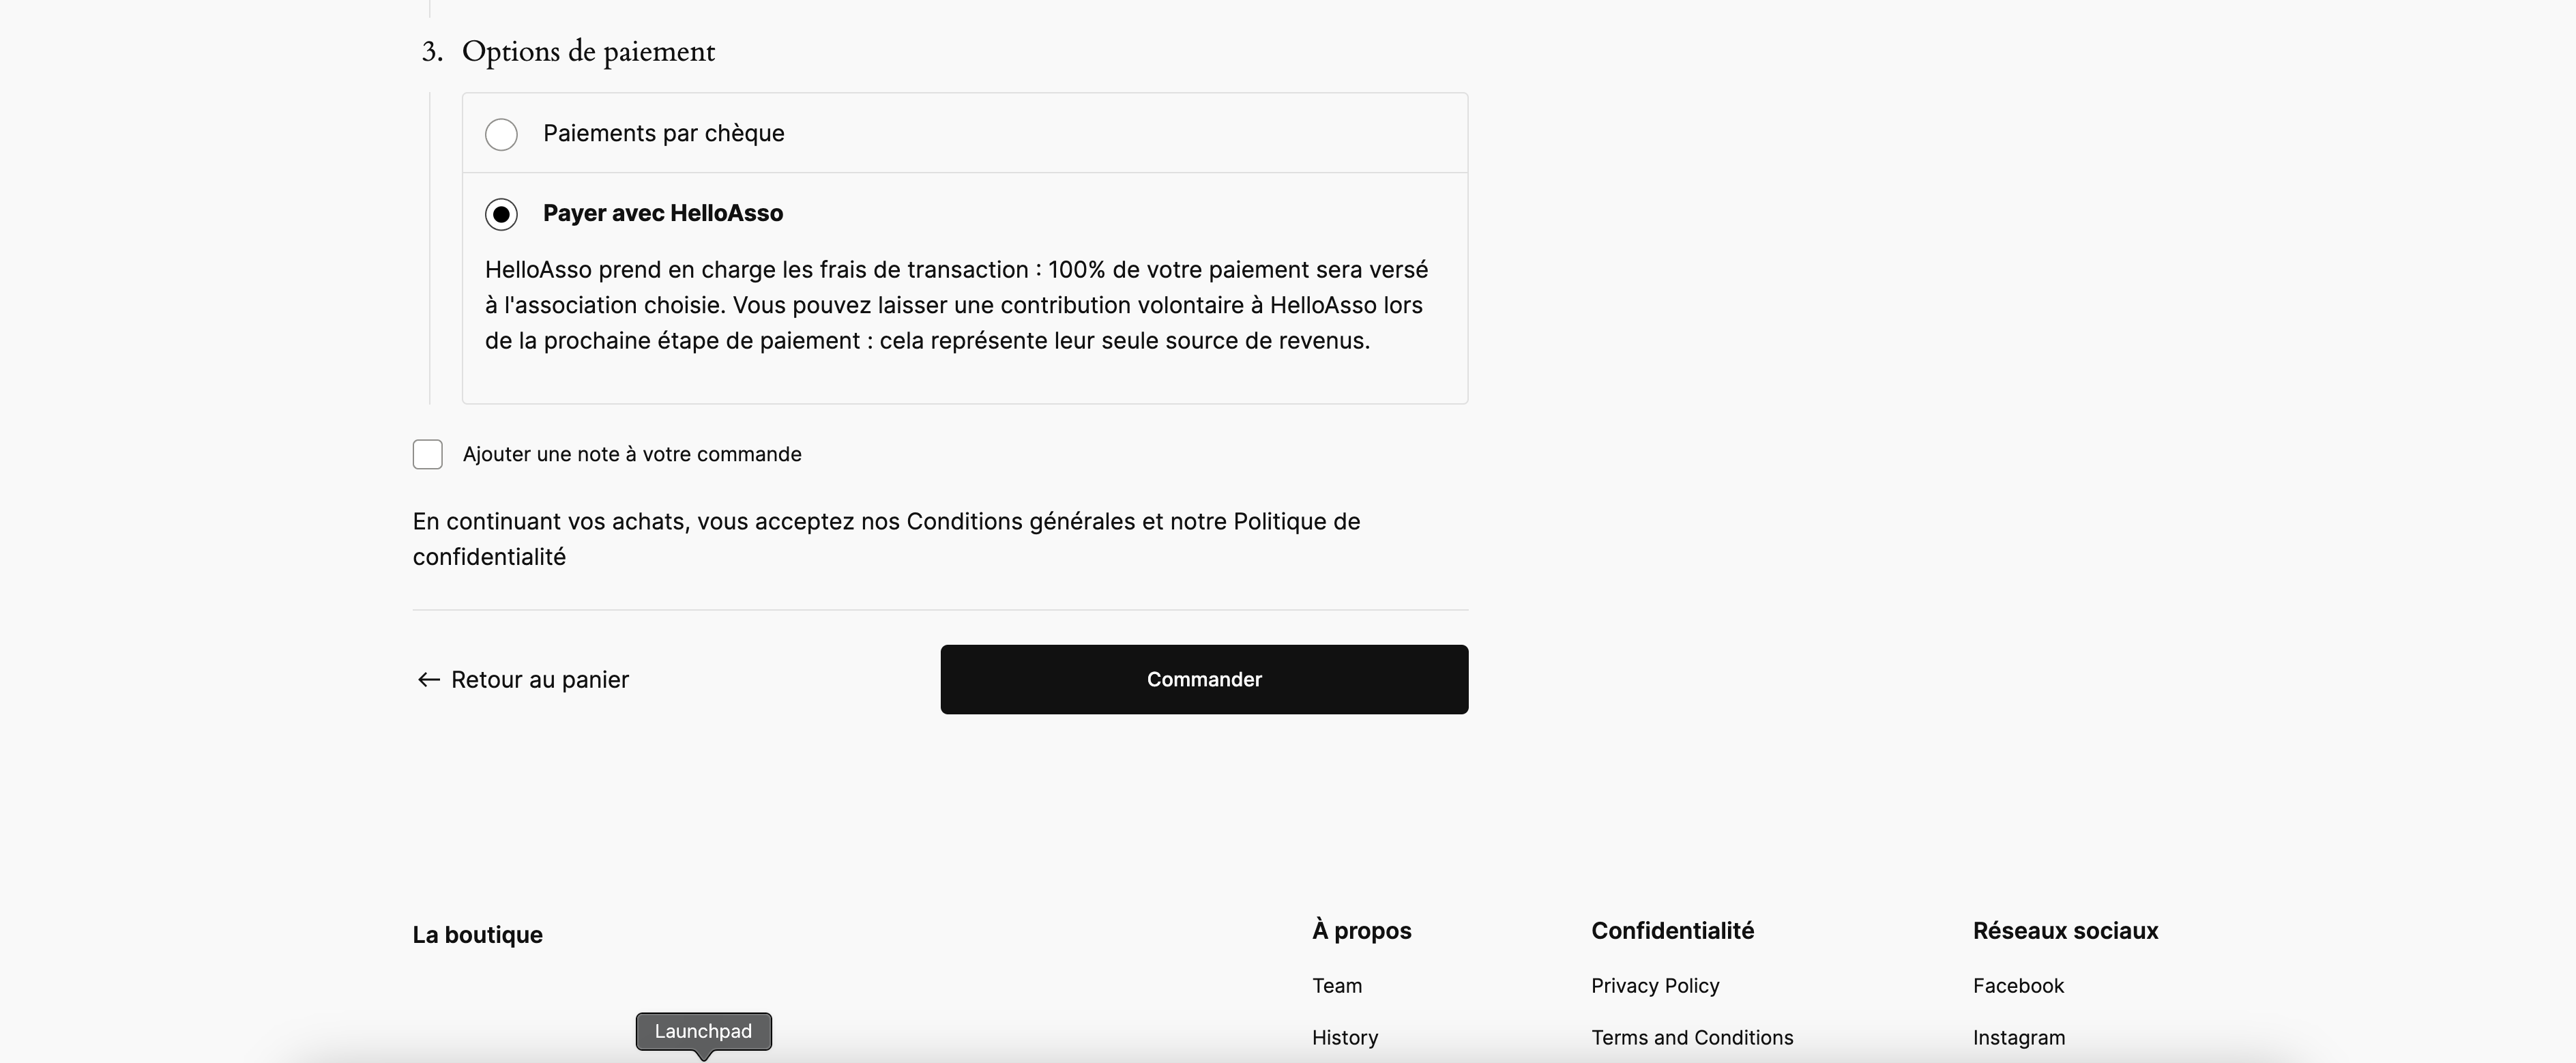 3. Options de paiement
Paiements par chèque
Payer avec HelloAsso
HelloAsso prend en charge les frais de transaction : 100% de votre paiement sera versé
à l'association choisie. Vous pouvez laisser une contribution volontaire à HelloAsso lors
de la prochaine étape de paiement : cela représente leur seule source de revenus.
Ajouter une note à votre commande
En continuant vos achats, vous acceptez nos Conditions générales et notre Politique de
confidentialité
← Retour au panier
Commander
La boutique
À propos
Team
History
Confidentialité
Privacy Policy
Terms and Conditions
Réseaux sociaux
Facebook
Instagram
Launchpad